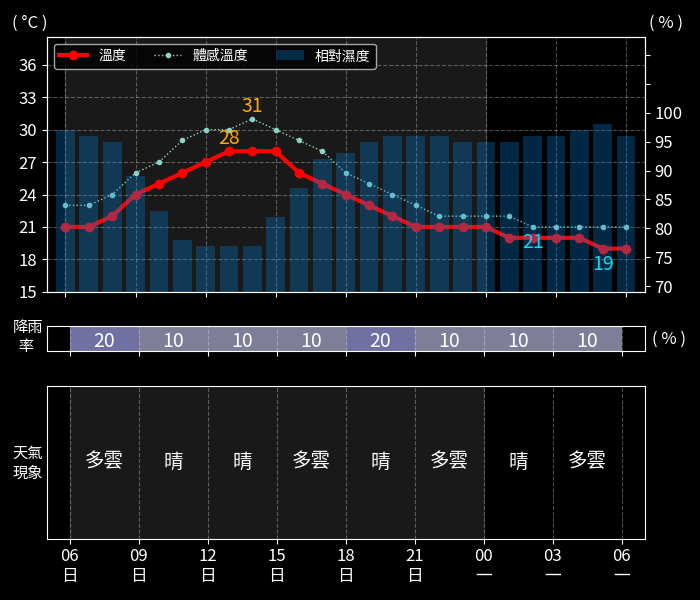 ( °C )
( % )
溫度
體感溫度
相對濕度
36
33
30
27
24
21
18
15
100
95
90
85
80
75
70
31
28
21
19
降雨
率
20 10 10 10 20 10 10 10
( % )
天氣
現象
多雲 晴 晴 多雲 晴 多雲 晴 多雲
06 09 12 15 18 21 00 03 06
日 日 日 日 日 日 一 一 一